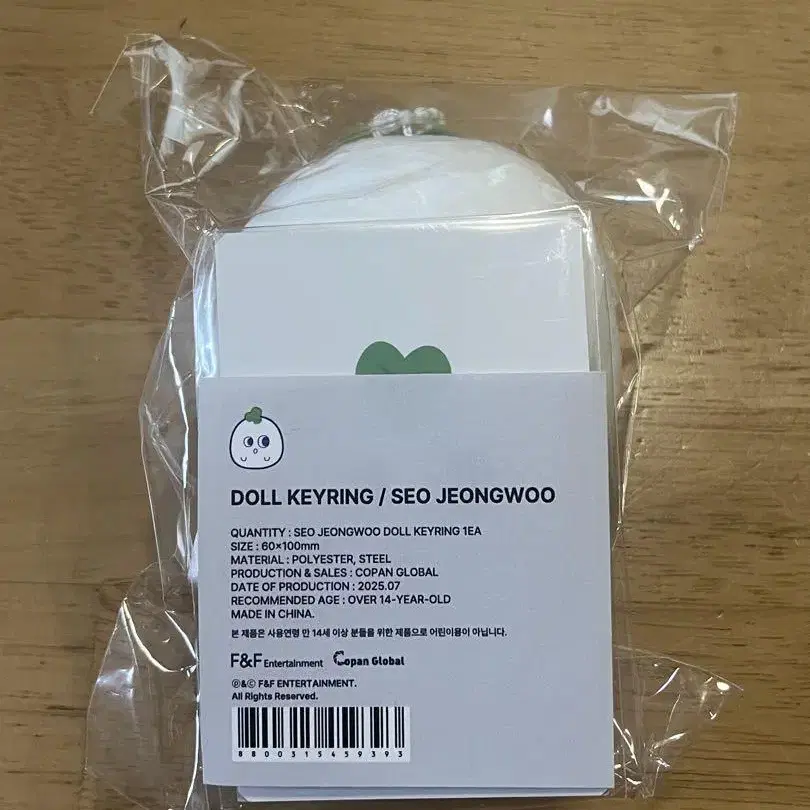 DOLL KEYRING / SEO JEONGWOO
QUANTITY : SEO JEONGWOO DOLL KEYRING 1EA
SIZE : 60×100mm
MATERIAL : POLYESTER, STEEL
PRODUCTION & SALES : COPAN GLOBAL
DATE OF PRODUCTION : 2025.07
RECOMMENDED AGE : OVER 14-YEAR-OLD
MADE IN CHINA.
본 제품은 사용연령 만 14세 이상 분들을 위한 제품으로 어린이용이 아닙니다.
F&F Entertainment Copan Global
℗&© F&F ENTERTAINMENT.
All Rights Reserved.
8800315459393